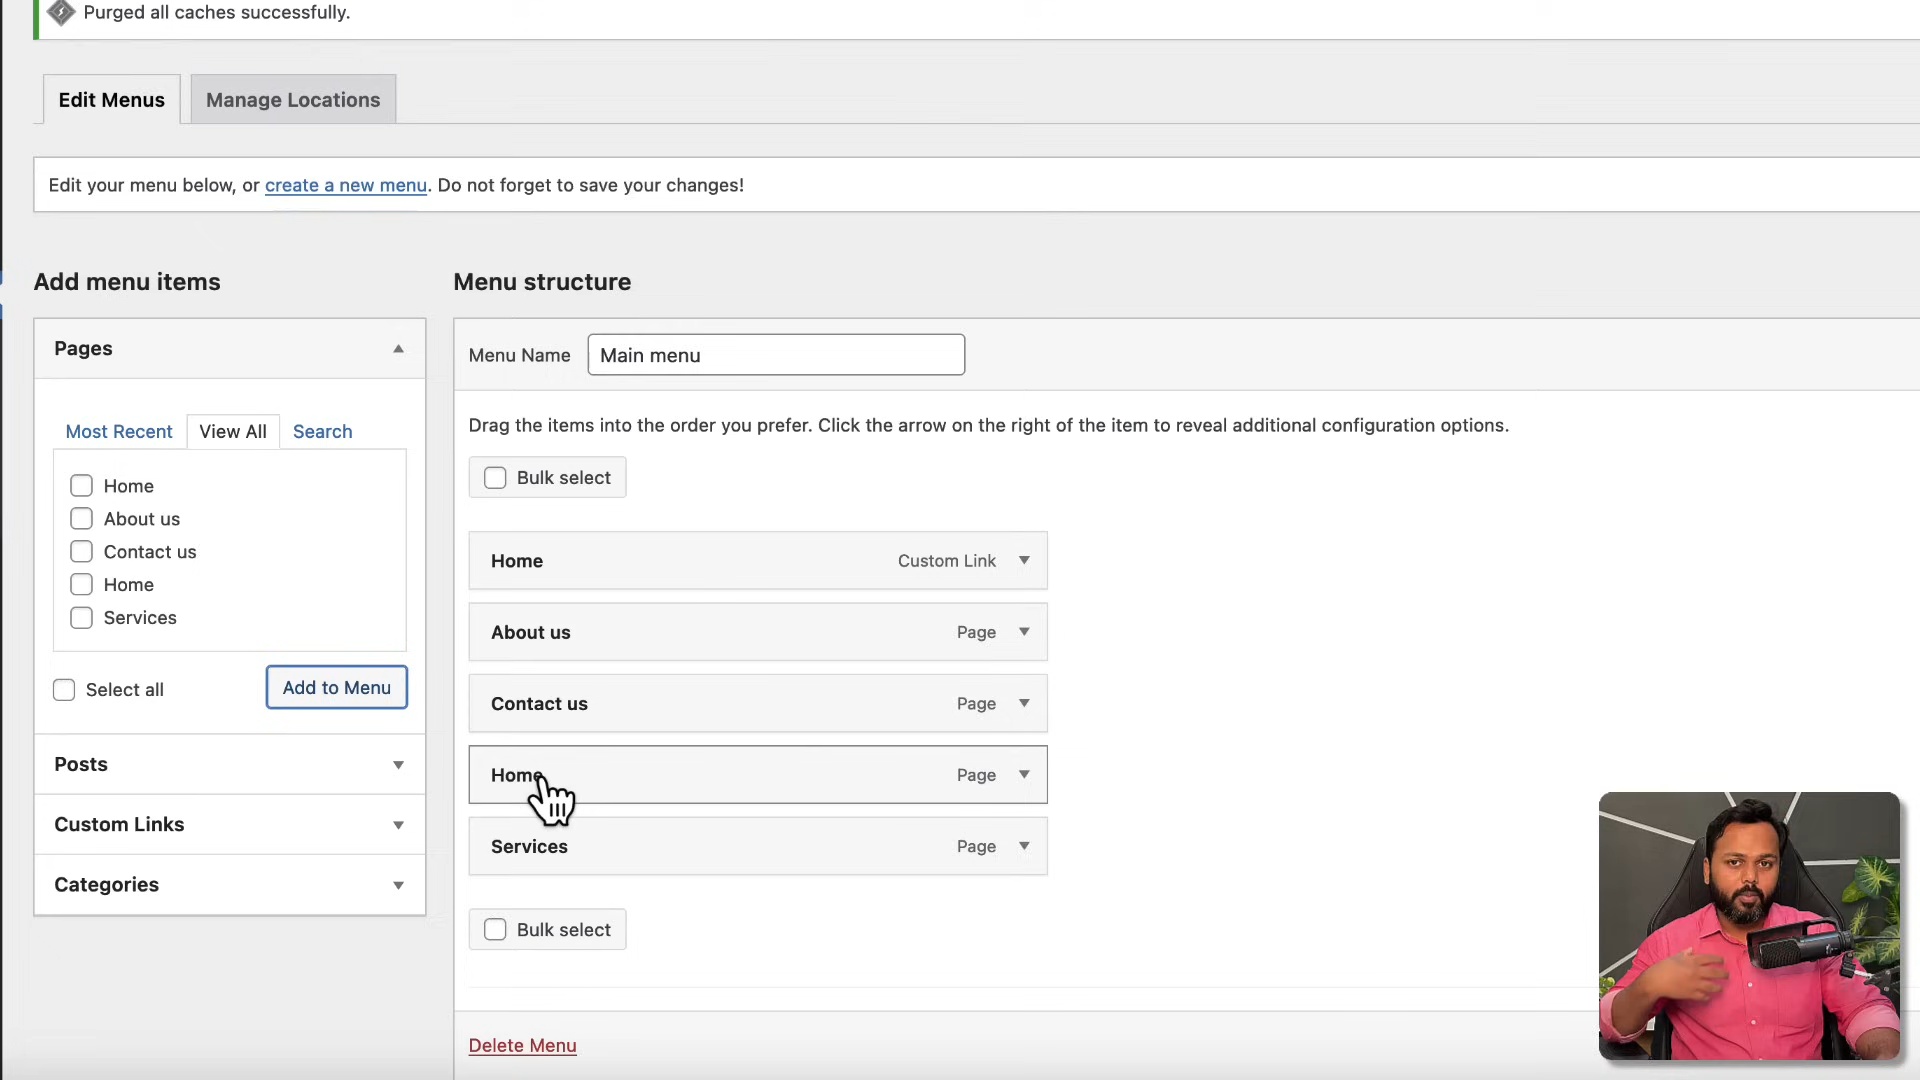 Purged all caches successfully.
Edit Menus
Manage Locations
Edit your menu below, or create a new menu. Do not forget to save your changes!
Add menu items
Menu structure
Pages
Menu Name
Main menu
Most Recent
View All
Search
Drag the items into the order you prefer. Click the arrow on the right of the item to reveal additional configuration options.
Bulk select
Home
About us
Contact us
Home
Services
Select all
Add to Menu
Home
Custom Link
About us
Page
Contact us
Page
Home
Page
Services
Page
Posts
Custom Links
Categories
Bulk select
Delete Menu